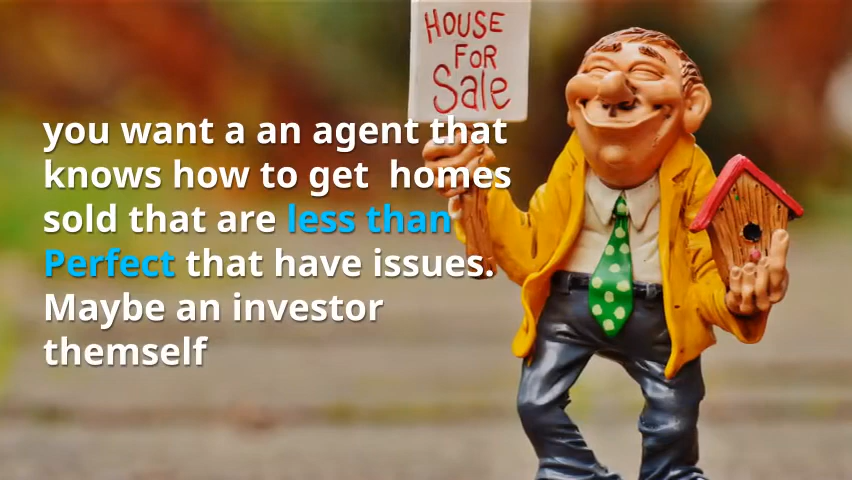 HOUSE
FOR
Sale
you want a an agent that
knows how to get  homes
sold that are less than
Perfect that have issues.
Maybe an investor
themself